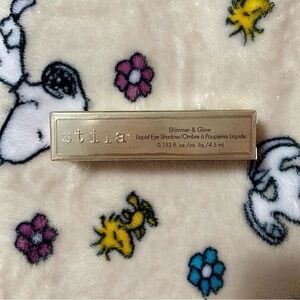 stila
Shimmer & Glow
Liquid Eye Shadow/Ombre à Paupières Liquide
0.153 fl. oz./oz. liq./4.5 mL